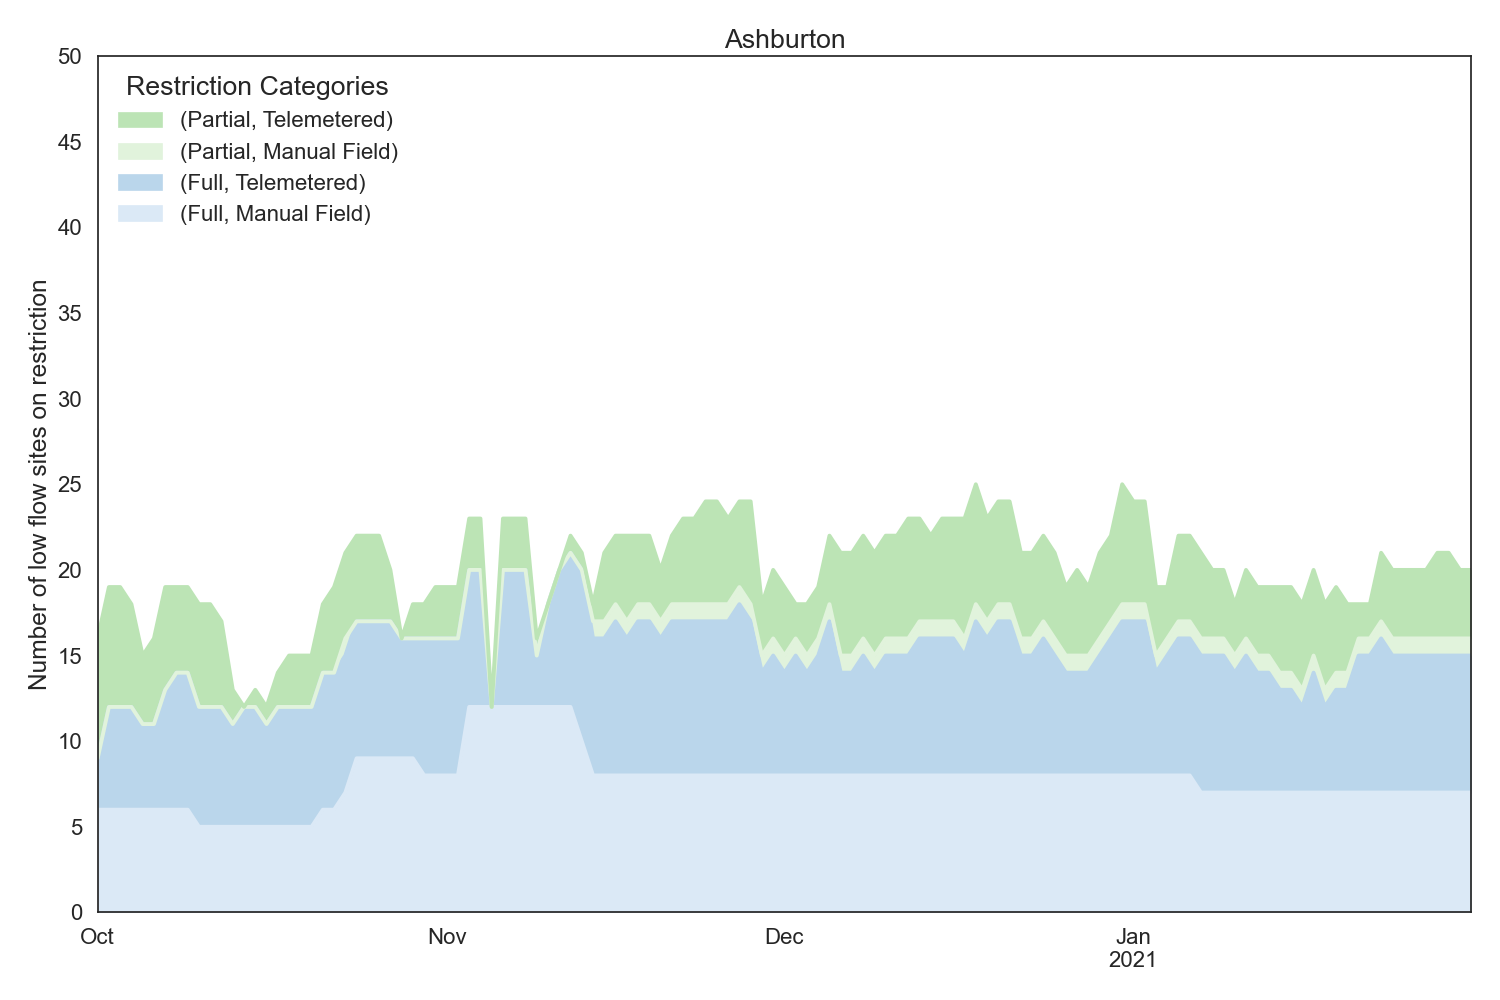 Ashburton
Restriction Categories
(Partial, Telemetered)
(Partial, Manual Field)
(Full, Telemetered)
(Full, Manual Field)
Number of low flow sites on restriction
50
45
40
35
30
25
20
15
10
5
0
Oct
Nov
Dec
Jan
2021